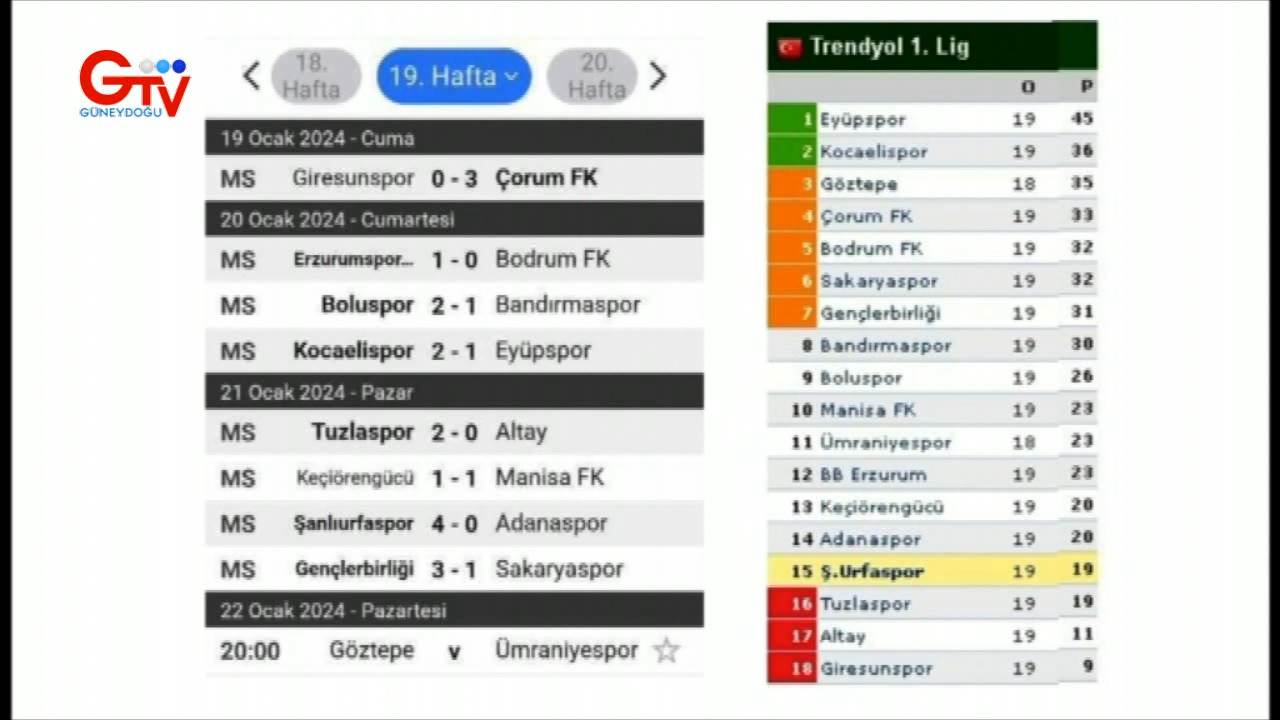 GTV
GÜNEYDOĞU
18. Hafta
19. Hafta
20. Hafta
19 Ocak 2024 - Cuma
MS Giresunspor 0 - 3 Çorum FK
20 Ocak 2024 - Cumartesi
MS Erzurumspor... 1 - 0 Bodrum FK
MS Boluspor 2 - 1 Bandırmaspor
MS Kocaelispor 2 - 1 Eyüpspor
21 Ocak 2024 - Pazar
MS Tuzlaspor 2 - 0 Altay
MS Keçiörengücü 1 - 1 Manisa FK
MS Şanlıurfaspor 4 - 0 Adanaspor
MS Gençlerbirliği 3 - 1 Sakaryaspor
22 Ocak 2024 - Pazartesi
20:00 Göztepe v Ümraniyespor
Trendyol 1. Lig
O P
1 Eyüpspor 19 45
2 Kocaelispor 19 36
3 Göztepe 18 35
4 Çorum FK 19 33
5 Bodrum FK 19 32
6 Sakaryaspor 19 32
7 Gençlerbirliği 19 31
8 Bandırmaspor 19 30
9 Boluspor 19 26
10 Manisa FK 19 23
11 Ümraniyespor 18 23
12 BB Erzurum 19 23
13 Keçiörengücü 19 20
14 Adanaspor 19 20
15 Ş.Urfaspor 19 19
16 Tuzlaspor 19 19
17 Altay 19 11
18 Giresunspor 19 9